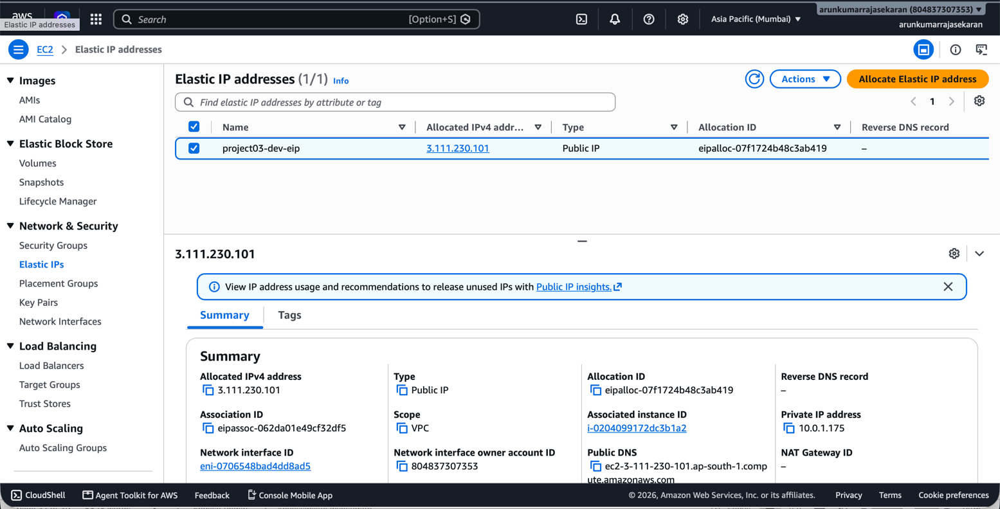 aws
Elastic IP addresses
Search
[Option+S]
Asia Pacific (Mumbai) ▼
arunkumarrajasekaran (804837307353) ▼
arunkumarrajasekaran
EC2 > Elastic IP addresses
Images
AMIs
AMI Catalog
Elastic Block Store
Volumes
Snapshots
Lifecycle Manager
Network & Security
Security Groups
Elastic IPs
Placement Groups
Key Pairs
Network Interfaces
Load Balancing
Load Balancers
Target Groups
Trust Stores
Auto Scaling
Auto Scaling Groups
Elastic IP addresses (1/1) Info
Actions ▼
Allocate Elastic IP address
Find elastic IP addresses by attribute or tag
< 1 >
Name Allocated IPv4 addr... Type Allocation ID Reverse DNS record
project03-dev-eip 3.111.230.101 Public IP eipalloc-07f1724b48c3ab419 –
3.111.230.101
View IP address usage and recommendations to release unused IPs with Public IP insights.
Summary Tags
Summary
Allocated IPv4 address
3.111.230.101
Type
Public IP
Allocation ID
eipalloc-07f1724b48c3ab419
Reverse DNS record
–
Association ID
eipassoc-062da01e49cf32df5
Scope
VPC
Associated instance ID
i-0204099172dc3b1a2
Private IP address
10.0.1.175
Network interface ID
eni-0706548bad4dd8ad5
Network interface owner account ID
804837307353
Public DNS
ec2-3-111-230-101.ap-south-1.comp
ute.amazonaws.com
NAT Gateway ID
–
CloudShell Agent Toolkit for AWS Feedback Console Mobile App © 2026, Amazon Web Services, Inc. or its affiliates. Privacy Terms Cookie preferences